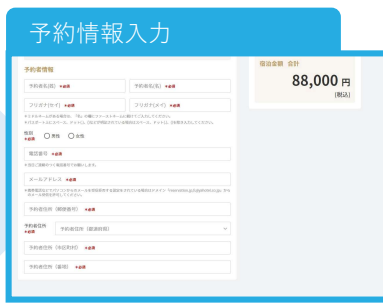 予約情報入力
予約者情報
宿泊金額 合計
88,000 円
(税込)
予約者名(姓) ※必須
予約者名(名) ※必須
フリガナ(セイ) ※必須
フリガナ(メイ) ※必須
性別
※必須
男性 女性
電話番号 ※必須
メールアドレス ※必須
予約者住所 (郵便番号) ※必須
予約者住所
※必須
予約者住所 (都道府県)
予約者住所 (市区町村) ※必須
予約者住所 (番地) ※必須